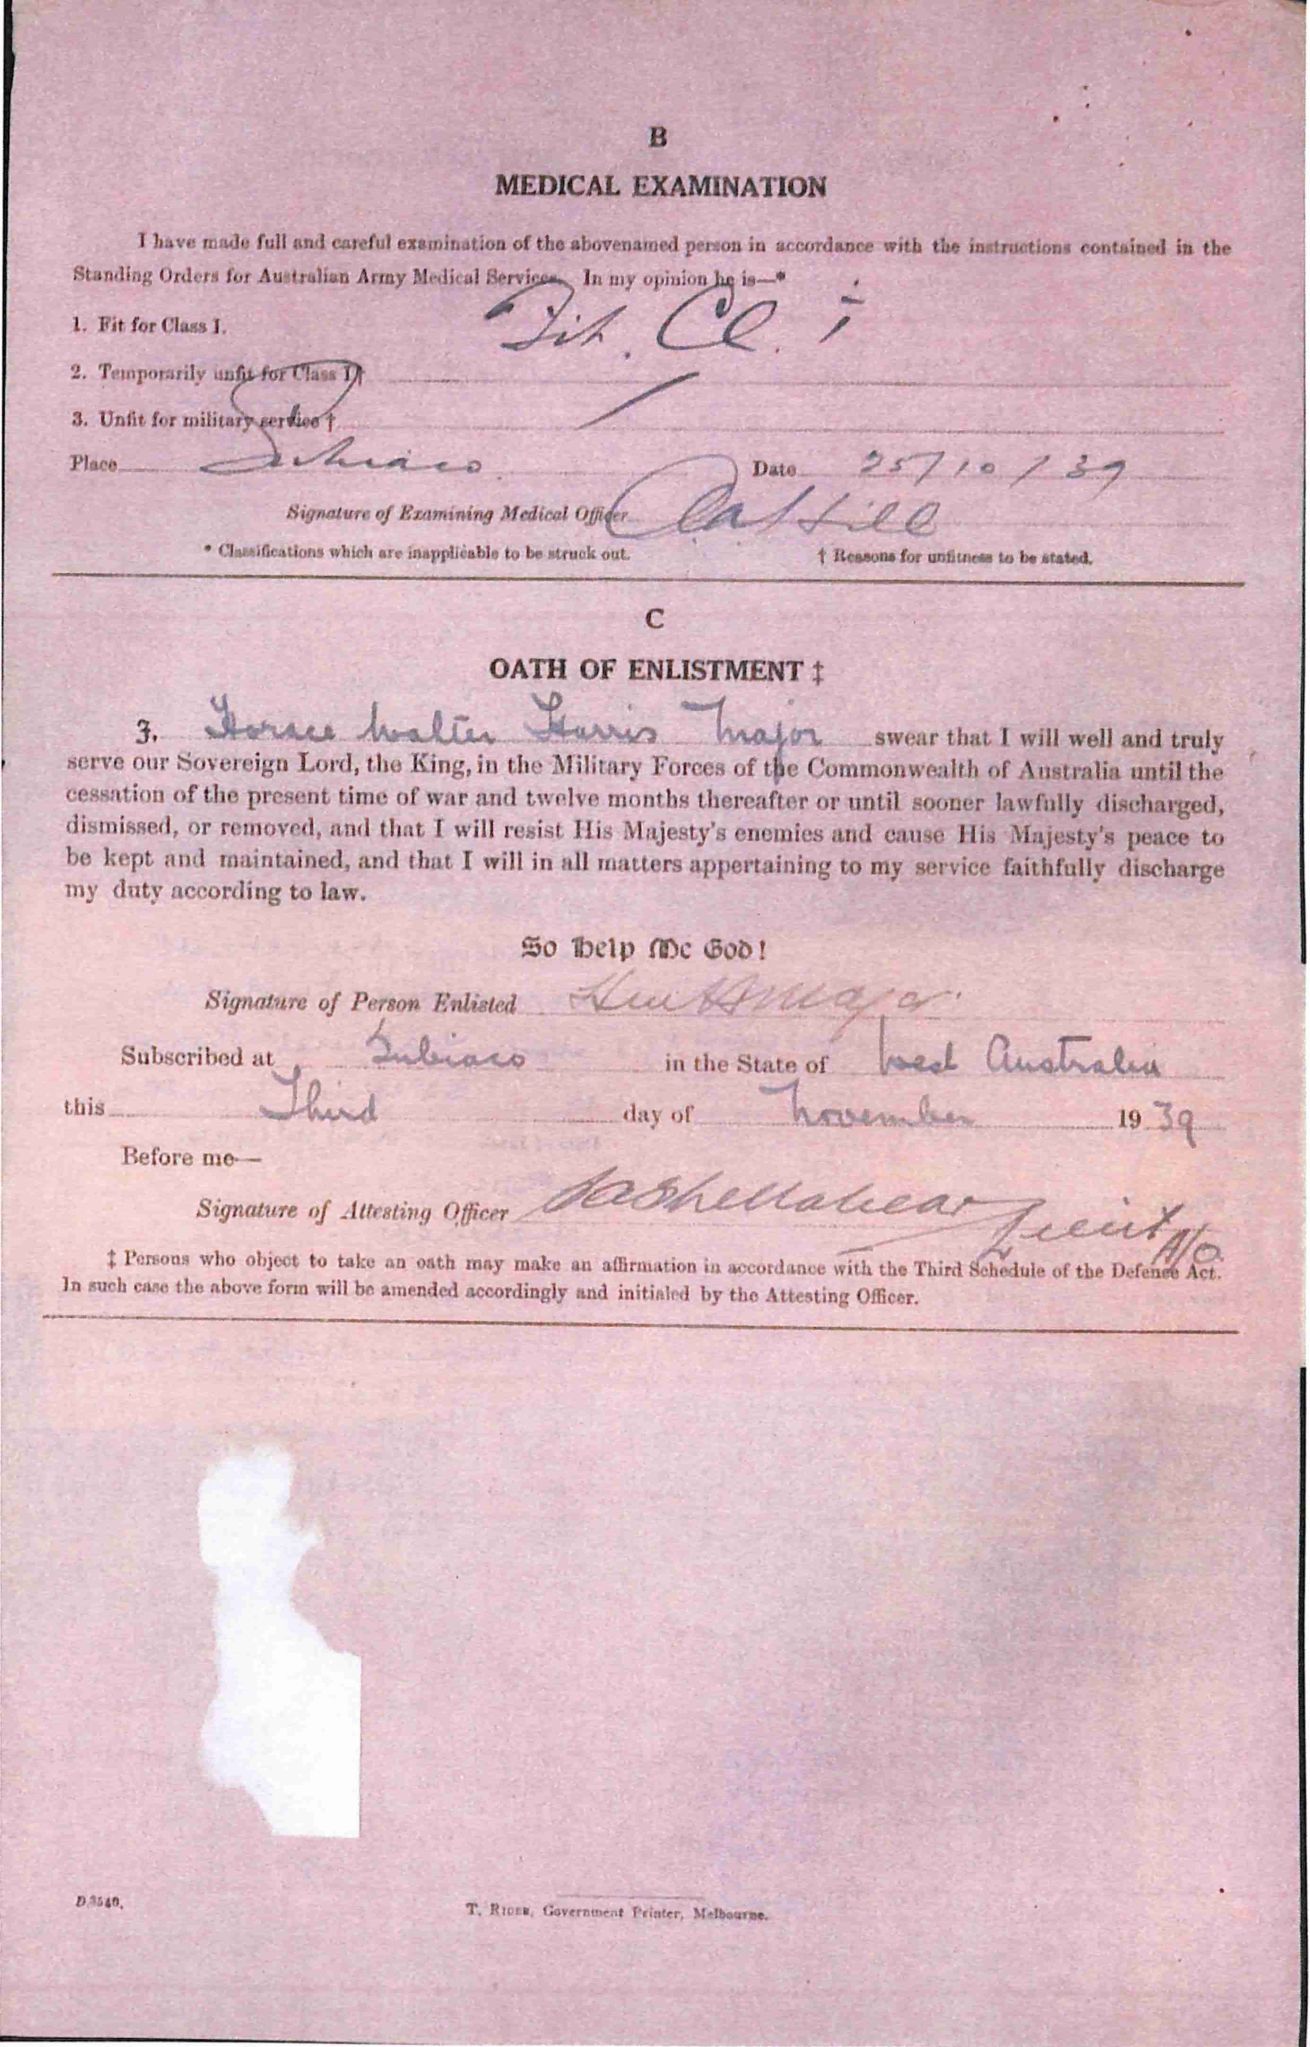 B
MEDICAL EXAMINATION
I have made full and careful examination of the abovenamed person in accordance with the instructions contained in the
Standing Orders for Australian Army Medical Services. In my opinion he is—*
1. Fit for Class I. Fit. Cl. I
2. Temporarily unfit for Class I†
3. Unfit for military service †
Place Subiaco Date 25/10/39
Signature of Examining Medical Officer Hill
* Classifications which are inapplicable to be struck out. † Reasons for unfitness to be stated.
C
OATH OF ENLISTMENT ‡
I, Horace Walter Harris Major swear that I will well and truly
serve our Sovereign Lord, the King, in the Military Forces of the Commonwealth of Australia until the
cessation of the present time of war and twelve months thereafter or until sooner lawfully discharged,
dismissed, or removed, and that I will resist His Majesty's enemies and cause His Majesty's peace to
be kept and maintained, and that I will in all matters appertaining to my service faithfully discharge
my duty according to law.
So Help Me God!
Signature of Person Enlisted Major
Subscribed at Subiaco in the State of West Australia
this Third day of November 1939
Before me—
Signature of Attesting Officer Lieut A/O
‡ Persons who object to take an oath may make an affirmation in accordance with the Third Schedule of the Defence Act.
In such case the above form will be amended accordingly and initialed by the Attesting Officer.
D.3540.
T. Rider, Government Printer, Melbourne.